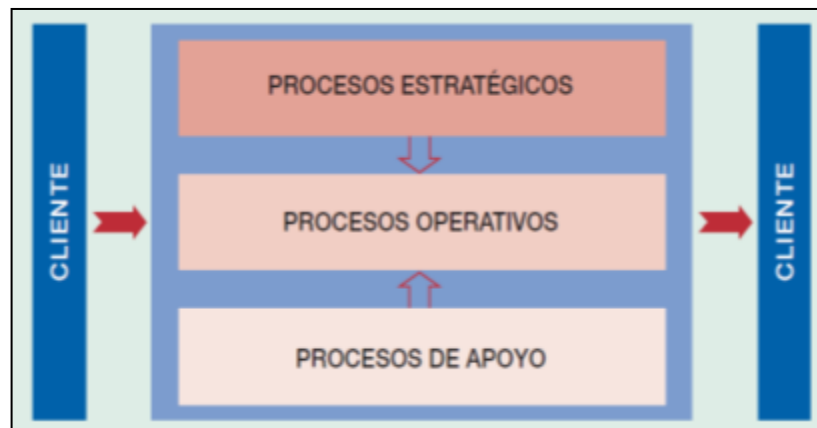 CLIENTE
PROCESOS ESTRATÉGICOS
PROCESOS OPERATIVOS
PROCESOS DE APOYO
CLIENTE